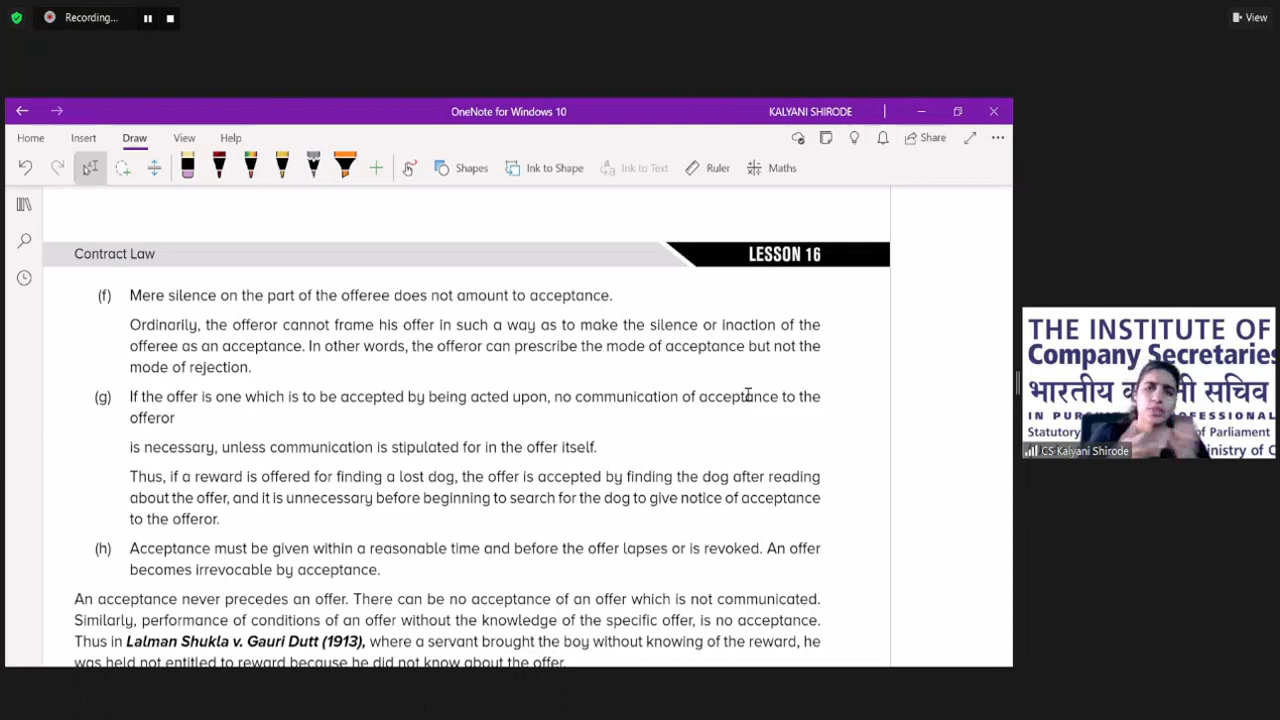 Recording...
View
OneNote for Windows 10
KALYANI SHIRODE
Home Insert Draw View Help
Share
Shapes
Ink to Shape
Ink to Text
Ruler
Maths
Contract Law
LESSON 16
(f) Mere silence on the part of the offeree does not amount to acceptance.
Ordinarily, the offeror cannot frame his offer in such a way as to make the silence or inaction of the
offeree as an acceptance. In other words, the offeror can prescribe the mode of acceptance but not the
mode of rejection.
(g) If the offer is one which is to be accepted by being acted upon, no communication of acceptance to the
offeror
is necessary, unless communication is stipulated for in the offer itself.
Thus, if a reward is offered for finding a lost dog, the offer is accepted by finding the dog after reading
about the offer, and it is unnecessary before beginning to search for the dog to give notice of acceptance
to the offeror.
(h) Acceptance must be given within a reasonable time and before the offer lapses or is revoked. An offer
becomes irrevocable by acceptance.
An acceptance never precedes an offer. There can be no acceptance of an offer which is not communicated.
Similarly, performance of conditions of an offer without the knowledge of the specific offer, is no acceptance.
Thus in Lalman Shukla v. Gauri Dutt (1913), where a servant brought the boy without knowing of the reward, he
was held not entitled to reward because he did not know about the offer.
THE INSTITUTE OF
Company Secretaries
भारतीय सचिव
IN
Statutory of Parliament
CS Kalyani Shirode